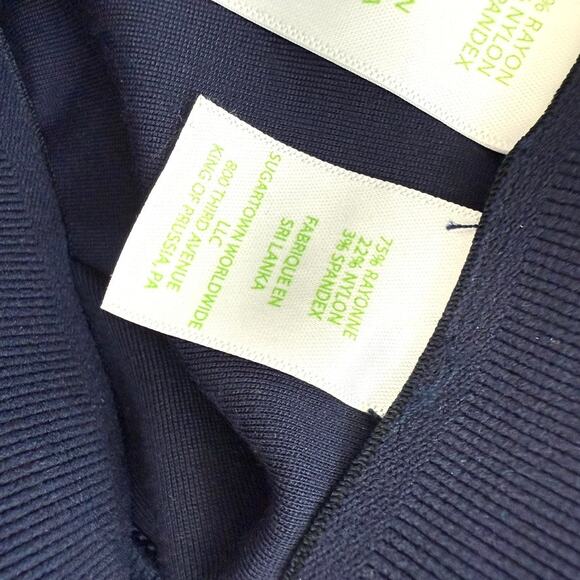 % RAYON
% NYLON
SPANDEX
75% RAYONNE
22% NYLON
3% SPANDEX
FABRIQUE EN
SRI LANKA
SUGARTOWN WORLDWIDE
LLC
800 THIRD AVENUE
KING OF PRUSSIA, PA